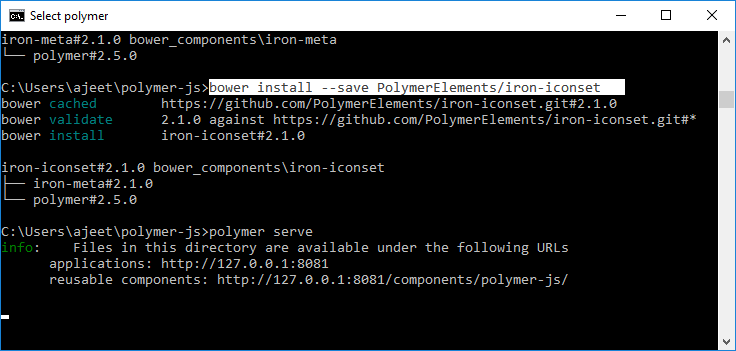 Select polymer
iron-meta#2.1.0 bower_components\iron-meta
└── polymer#2.5.0
C:\Users\ajeet\polymer-js>bower install --save PolymerElements/iron-iconset
bower cached        https://github.com/PolymerElements/iron-iconset.git#2.1.0
bower validate      2.1.0 against https://github.com/PolymerElements/iron-iconset.git#*
bower install       iron-iconset#2.1.0
iron-iconset#2.1.0 bower_components\iron-iconset
├── iron-meta#2.1.0
└── polymer#2.5.0
C:\Users\ajeet\polymer-js>polymer serve
info:    Files in this directory are available under the following URLs
      applications: http://127.0.0.1:8081
      reusable components: http://127.0.0.1:8081/components/polymer-js/